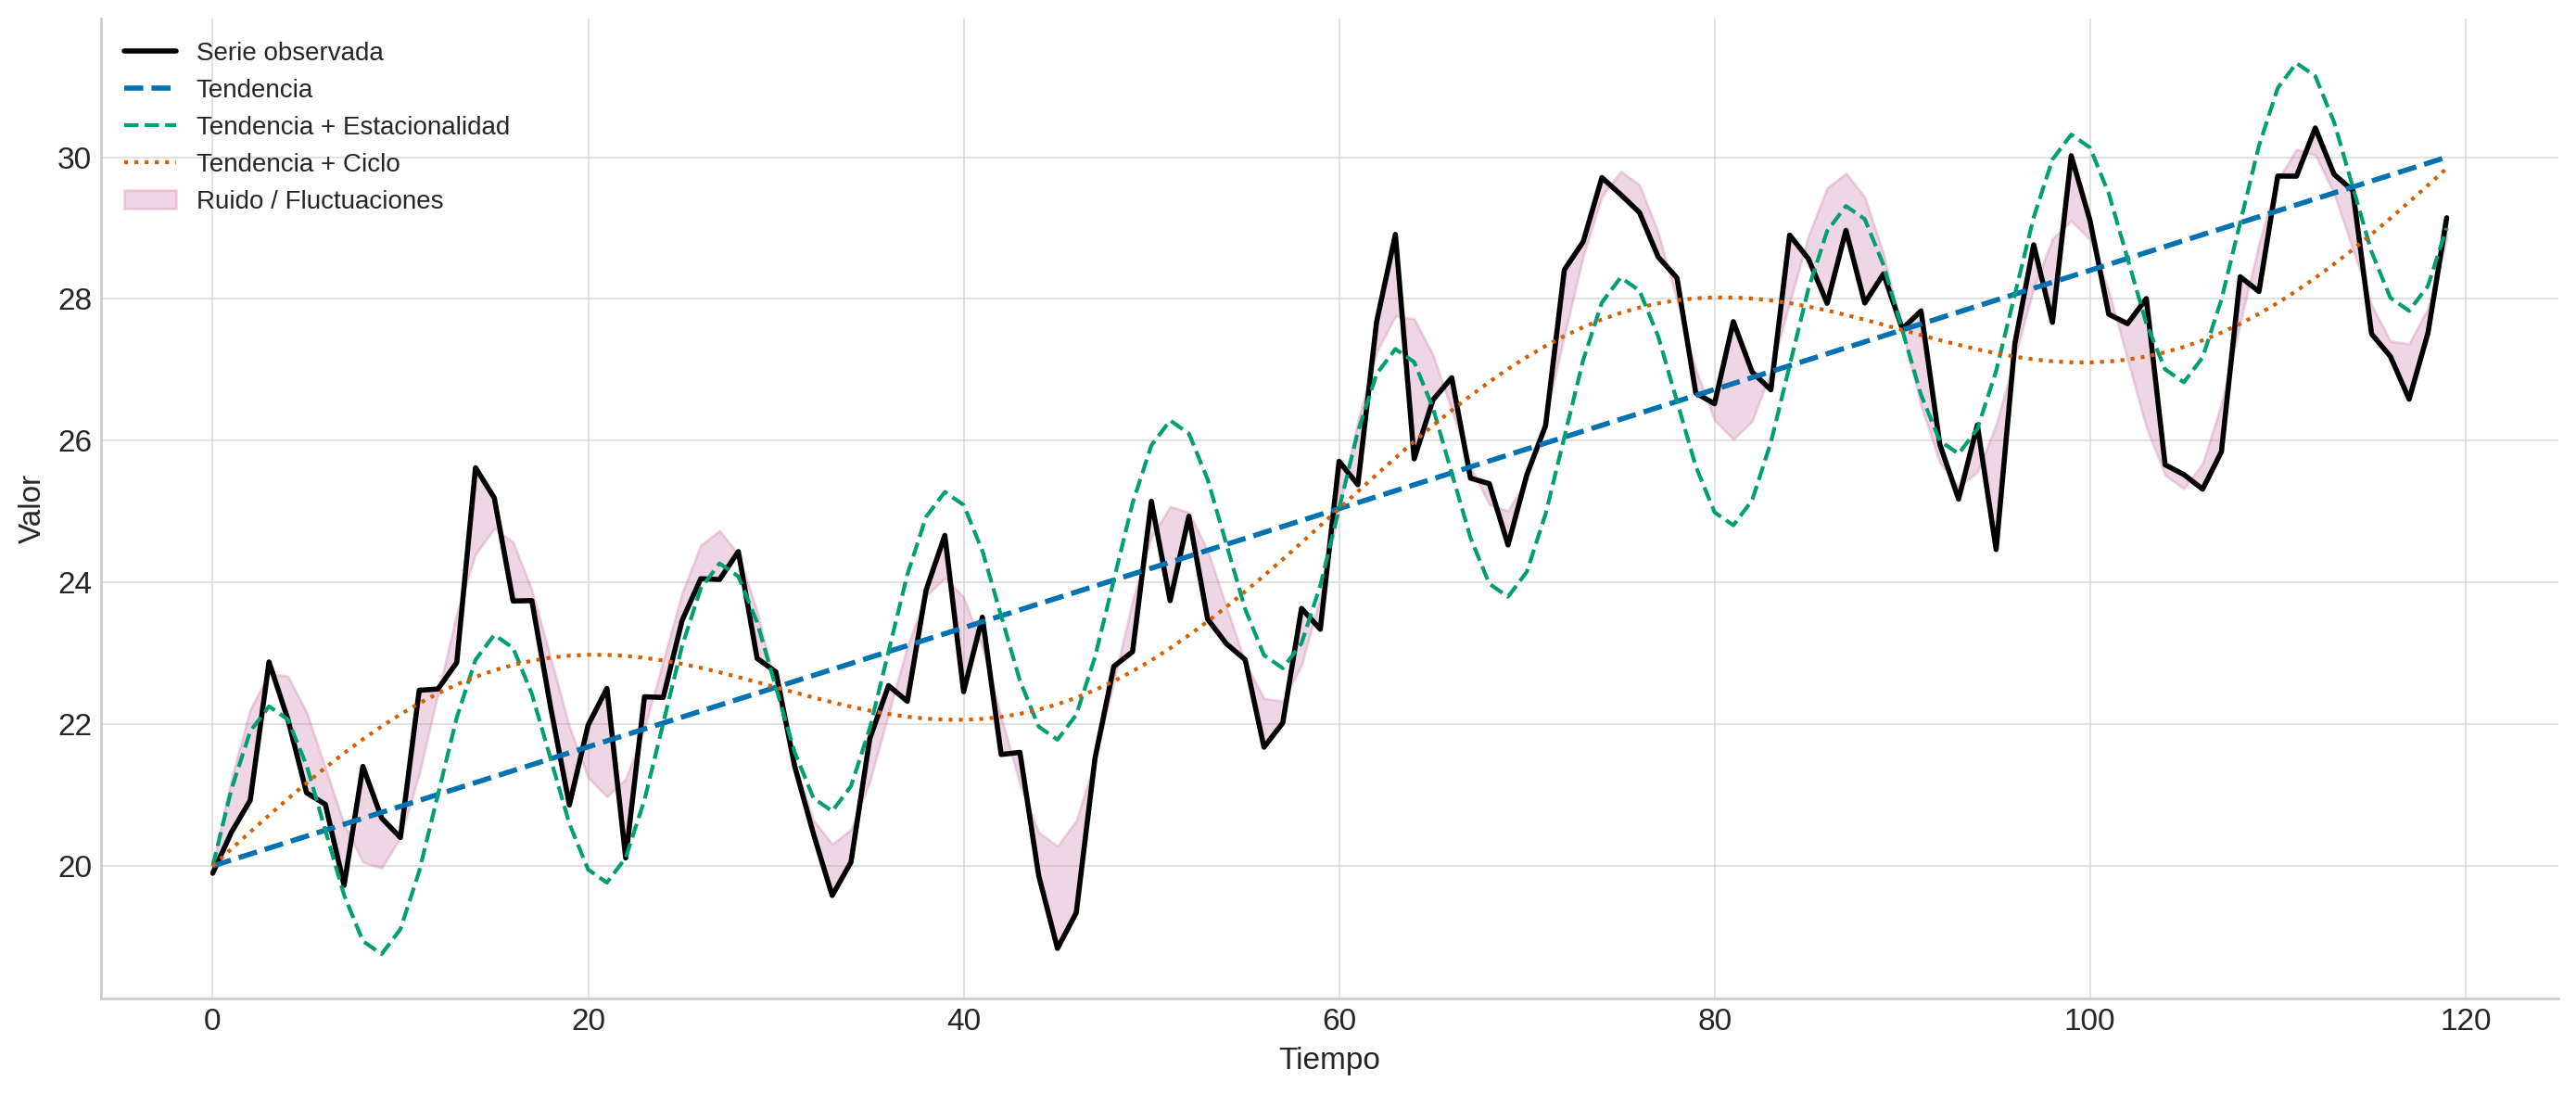 Serie observada
Tendencia
Tendencia + Estacionalidad
Tendencia + Ciclo
Ruido / Fluctuaciones
30
28
26
24
22
20
Valor
0 20 40 60 80 100 120
Tiempo